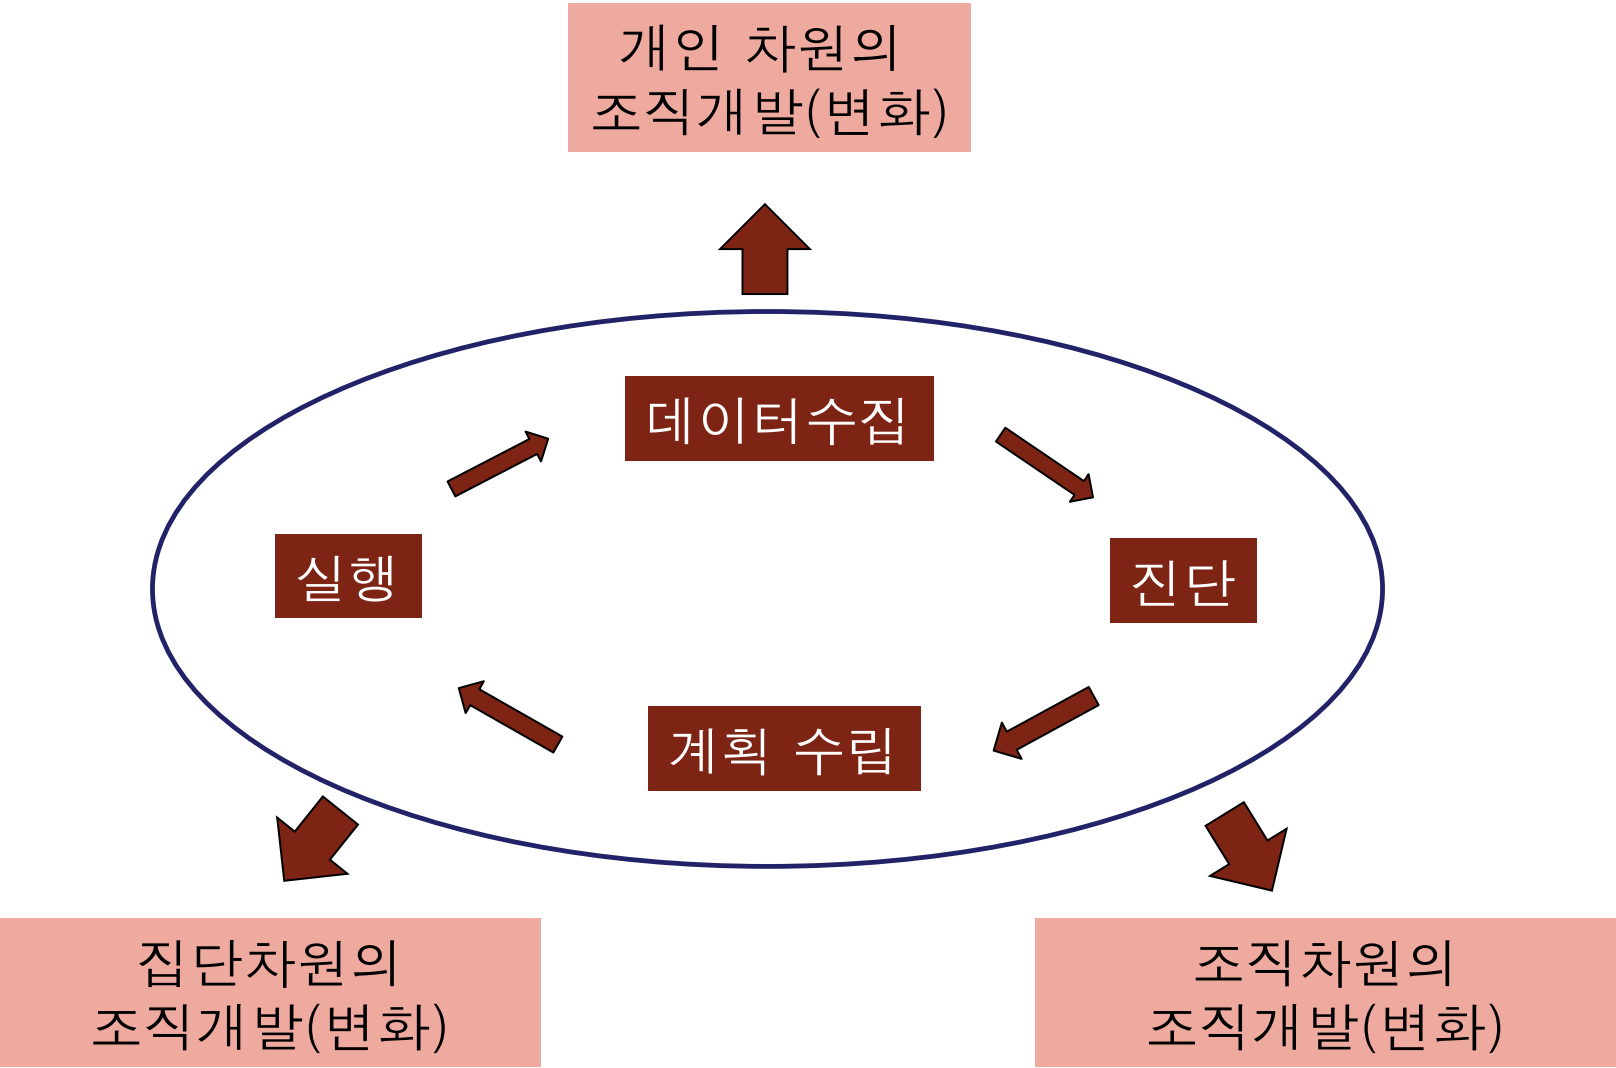 개인 차원의
조직개발(변화)
데이터수집
실행
진단
계획 수립
집단차원의
조직개발(변화)
조직차원의
조직개발(변화)